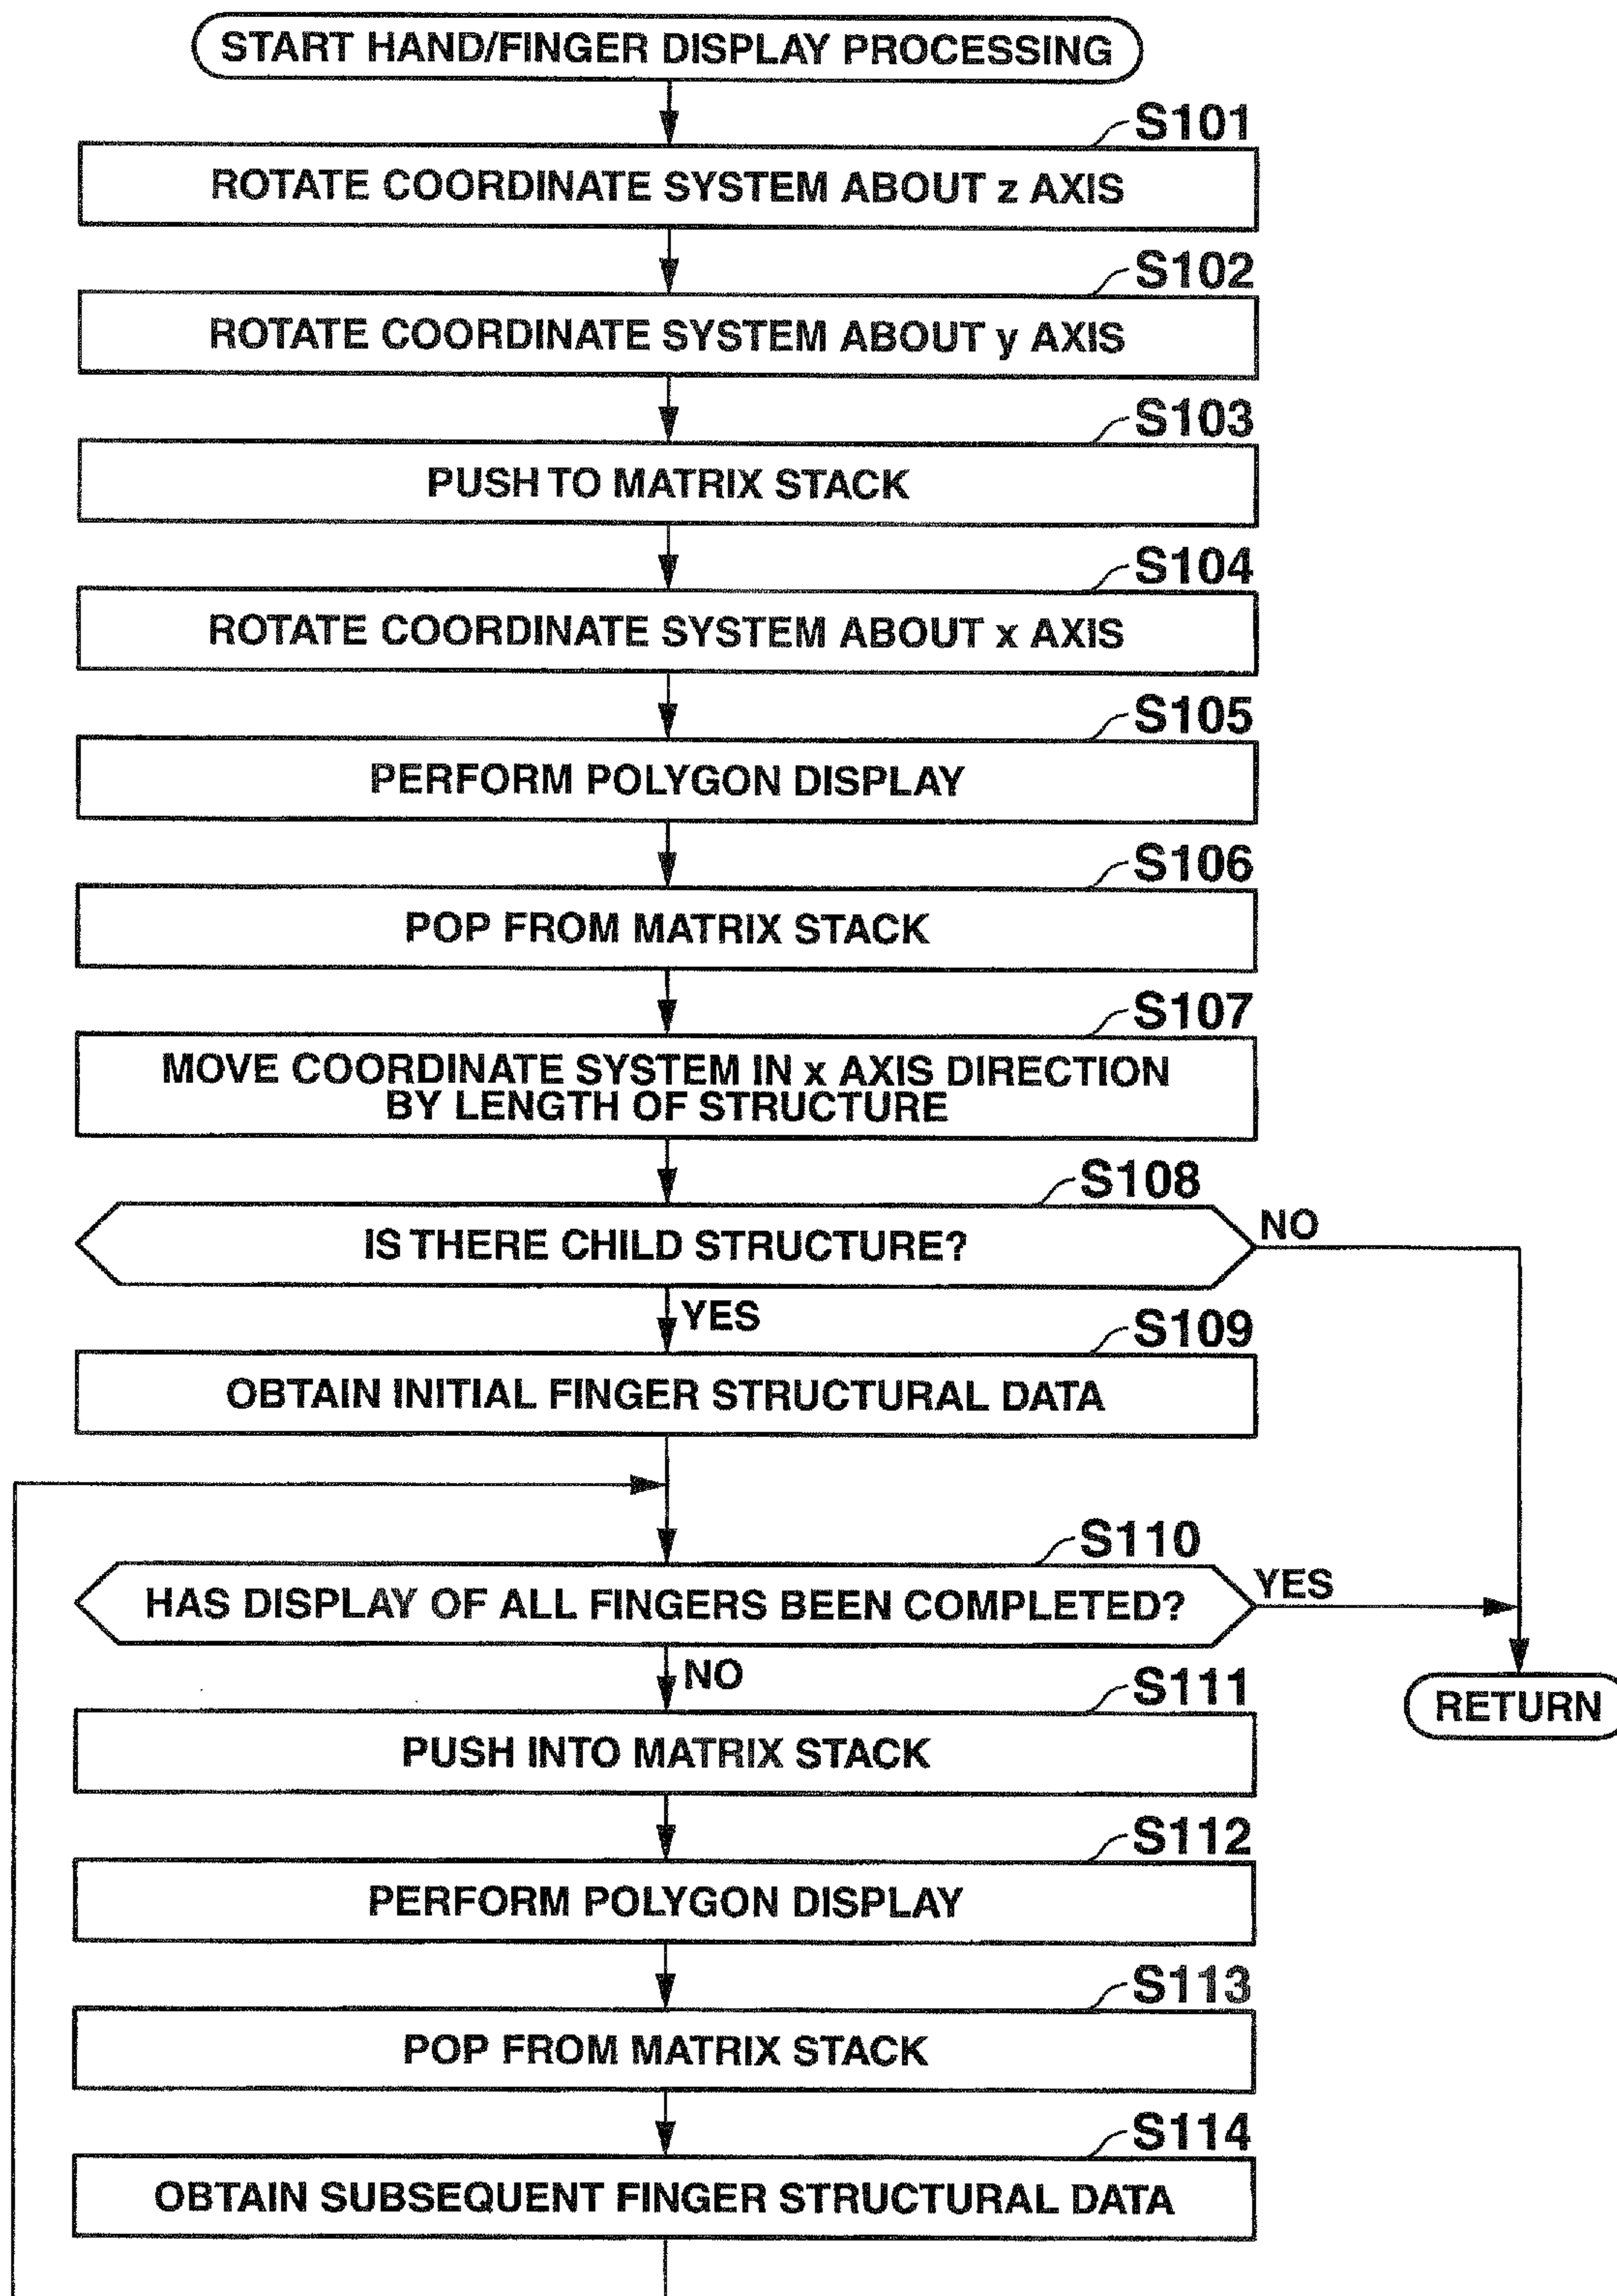 START HAND/FINGER DISPLAY PROCESSING
S101
ROTATE COORDINATE SYSTEM ABOUT z AXIS
S102
ROTATE COORDINATE SYSTEM ABOUT y AXIS
S103
PUSH TO MATRIX STACK
S104
ROTATE COORDINATE SYSTEM ABOUT x AXIS
S105
PERFORM POLYGON DISPLAY
S106
POP FROM MATRIX STACK
S107
MOVE COORDINATE SYSTEM IN x AXIS DIRECTION
BY LENGTH OF STRUCTURE
S108
IS THERE CHILD STRUCTURE?
NO
YES
S109
OBTAIN INITIAL FINGER STRUCTURAL DATA
S110
HAS DISPLAY OF ALL FINGERS BEEN COMPLETED?
YES
NO
S111
RETURN
PUSH INTO MATRIX STACK
S112
PERFORM POLYGON DISPLAY
S113
POP FROM MATRIX STACK
S114
OBTAIN SUBSEQUENT FINGER STRUCTURAL DATA